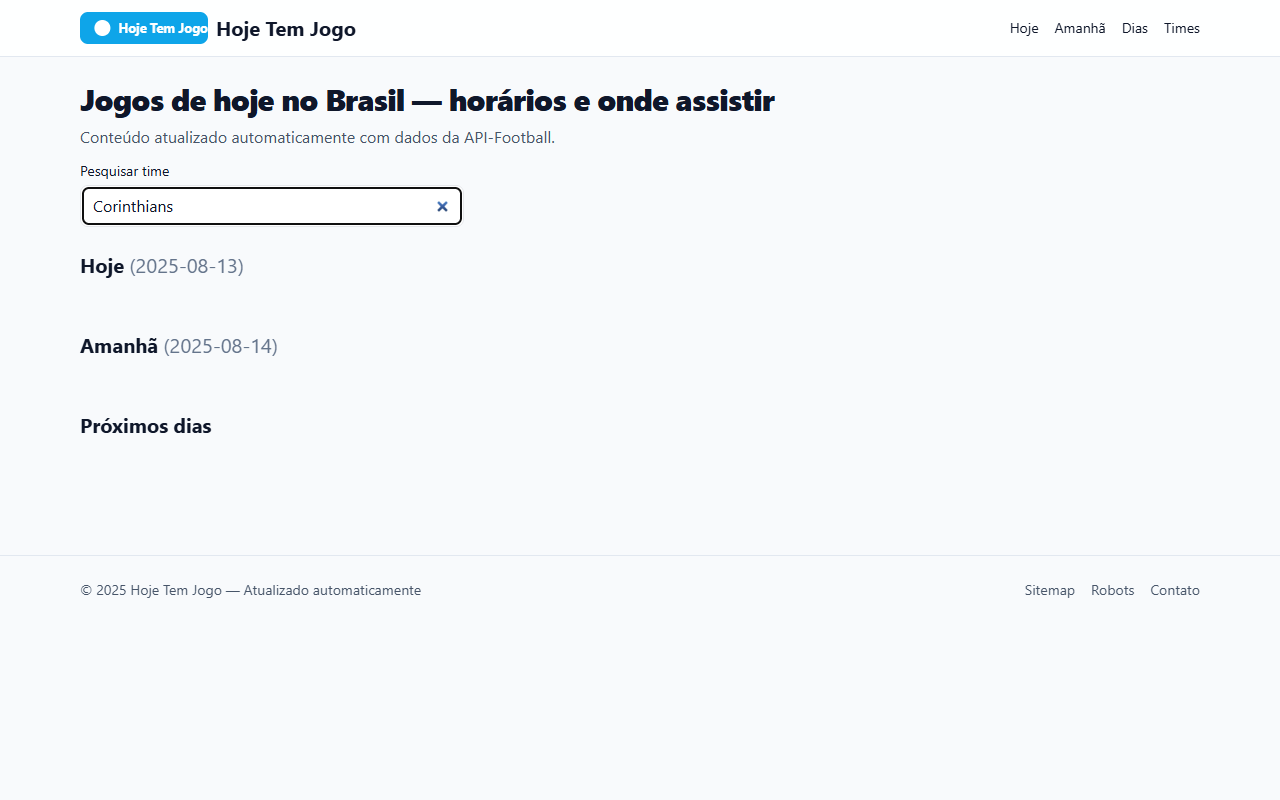 Hoje Tem Jogo Hoje Tem Jogo Hoje Amanhã Dias Times
Jogos de hoje no Brasil — horários e onde assistir
Conteúdo atualizado automaticamente com dados da API-Football.
Pesquisar time
Corinthians
Hoje (2025-08-13)
Amanhã (2025-08-14)
Próximos dias
© 2025 Hoje Tem Jogo — Atualizado automaticamente Sitemap Robots Contato